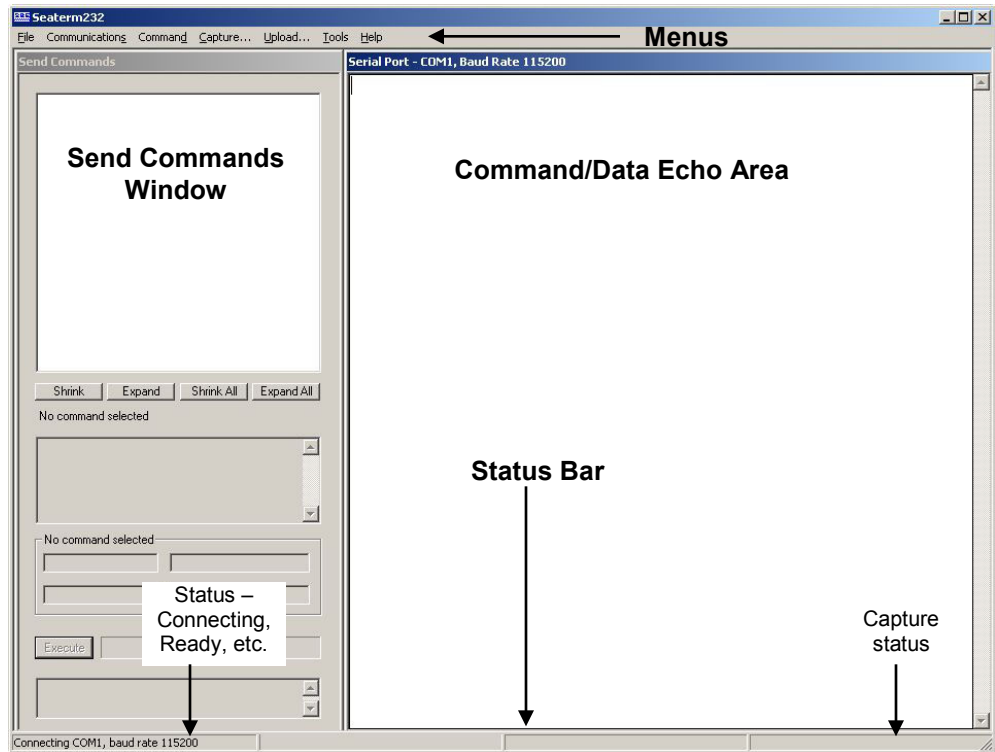 Seaterm232
File Communications Command Capture... Upload... Tools Help
Menus
Send Commands
Serial Port - COM1, Baud Rate 115200
Send Commands
Window
Command/Data Echo Area
Shrink Expand Shrink All Expand All
No command selected
Status Bar
No command selected
Status –
Connecting,
Ready, etc.
Capture
status
Execute
Connecting COM1, baud rate 115200